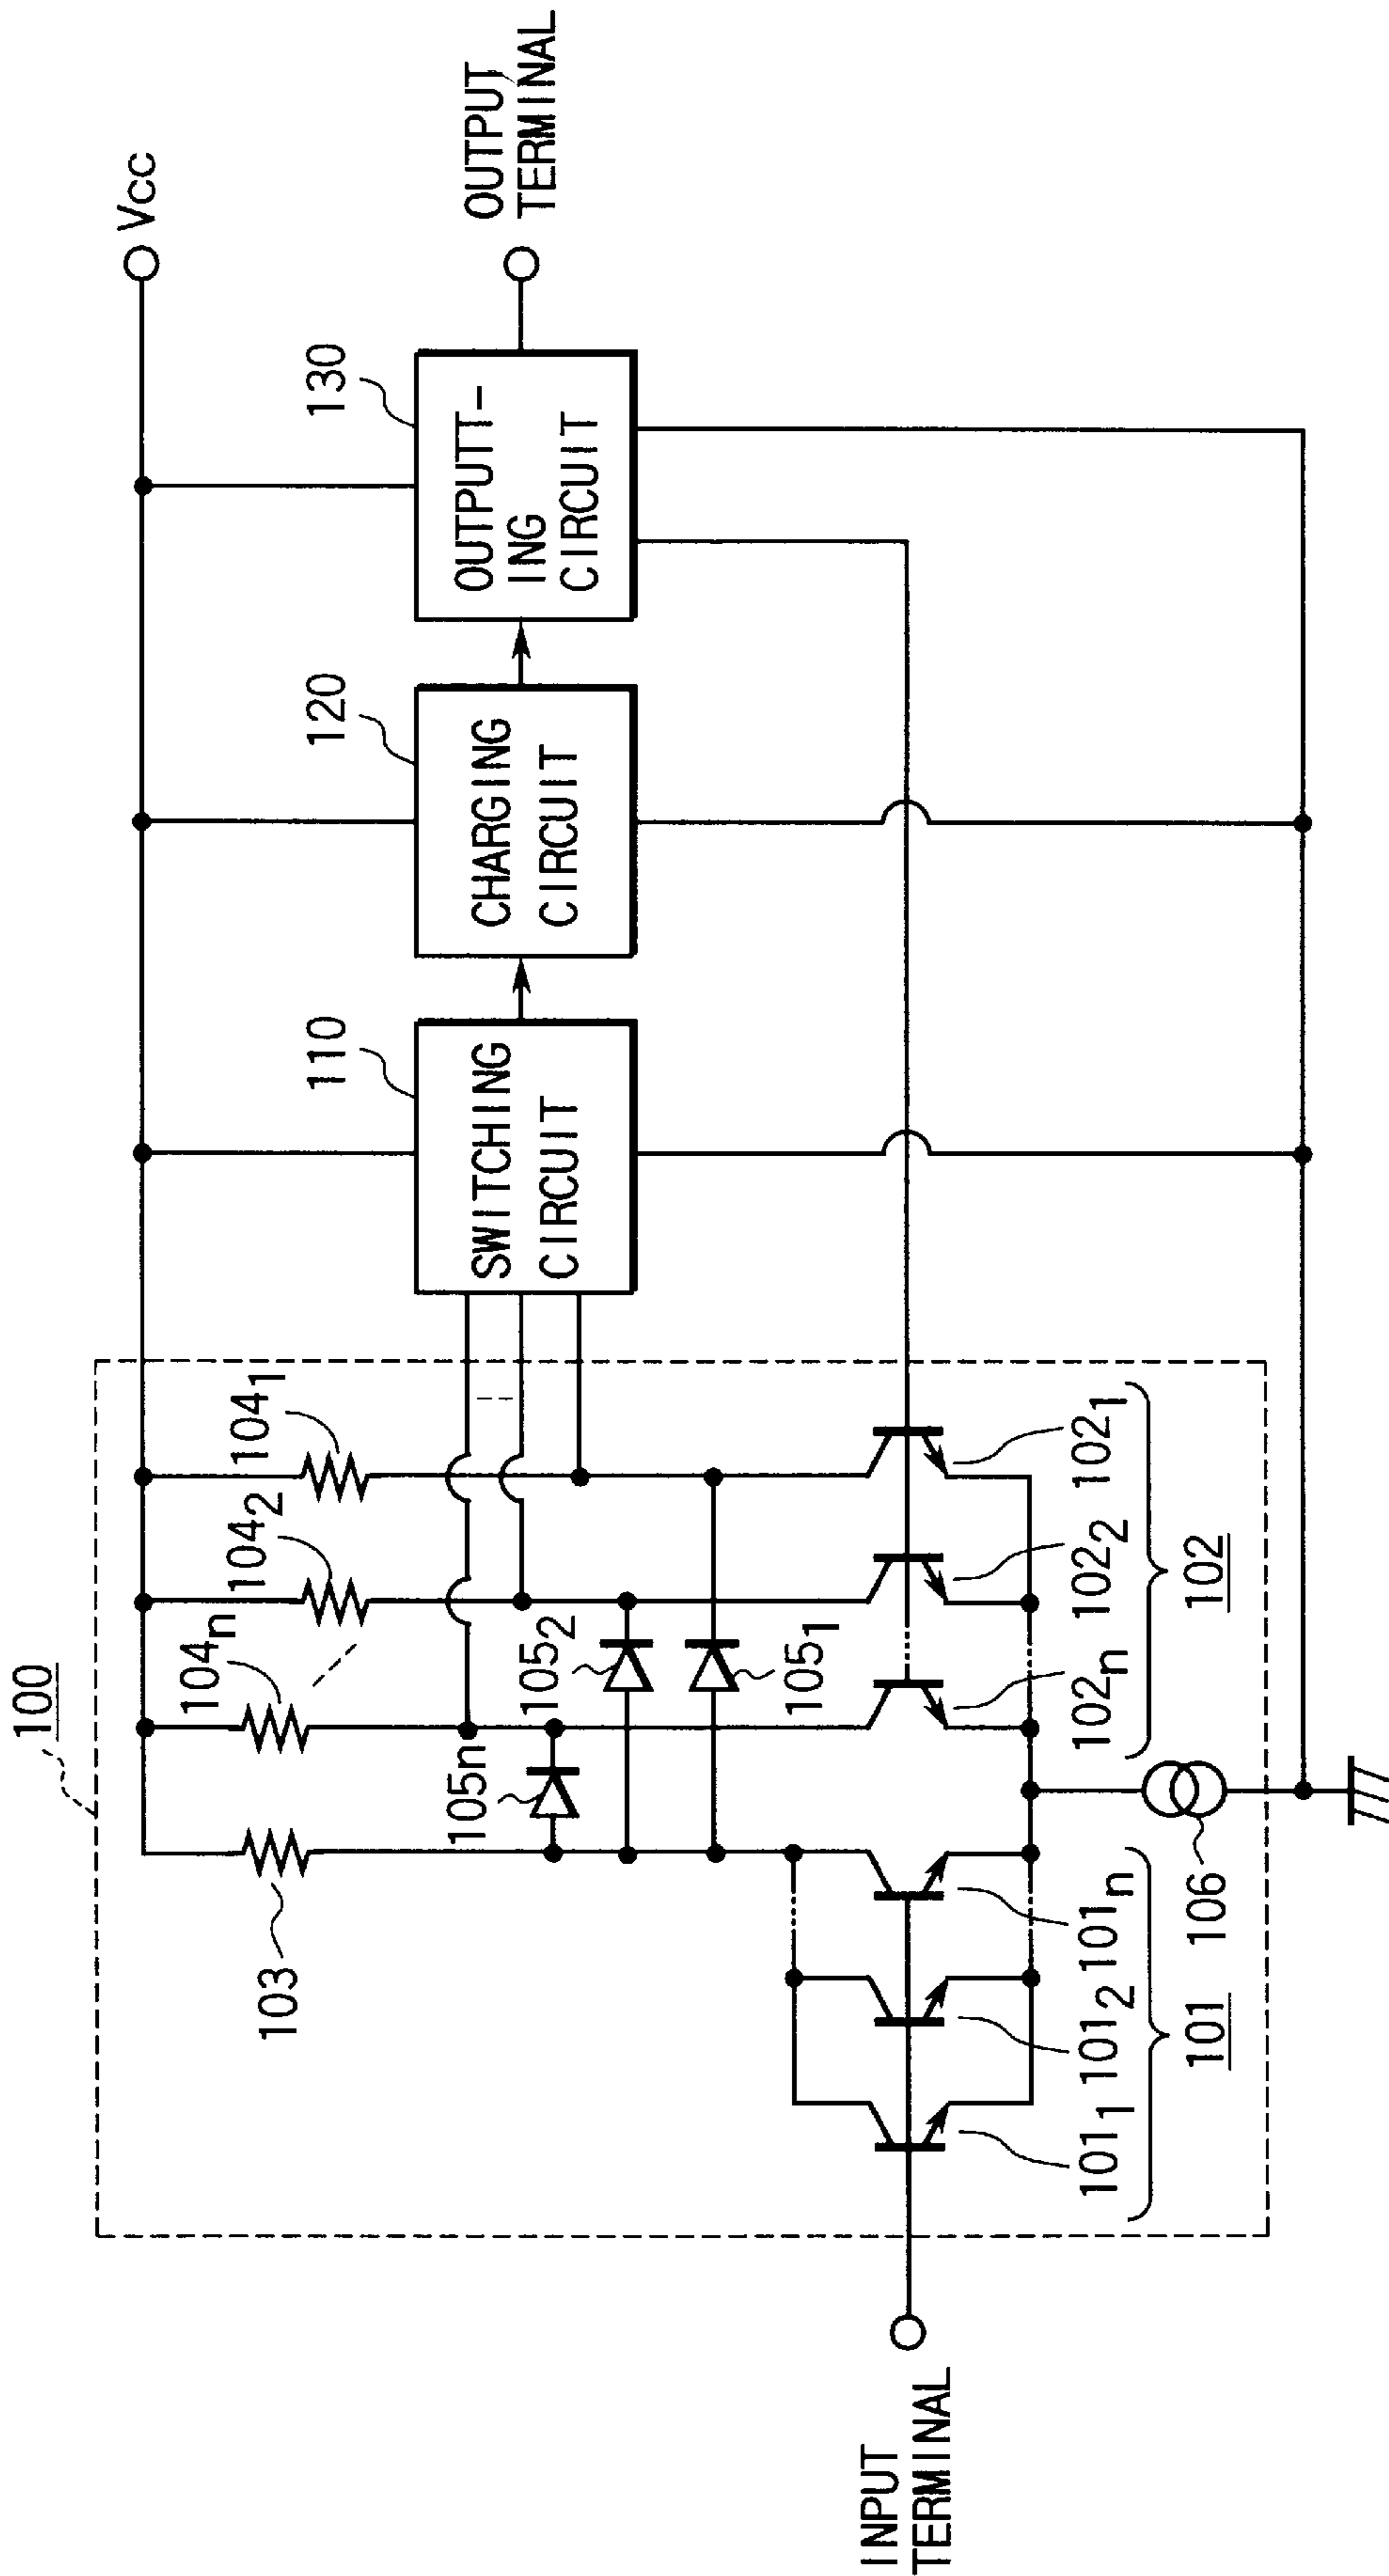 100
103
104n
1042
1041
105n
1052
1051
Vcc
110
SWITCHING
CIRCUIT
120
CHARGING
CIRCUIT
130
OUTPUTT-
ING
CIRCUIT
OUTPUT
TERMINAL
INPUT
TERMINAL
1011
1012
101n
101
106
102n
1022
1021
102